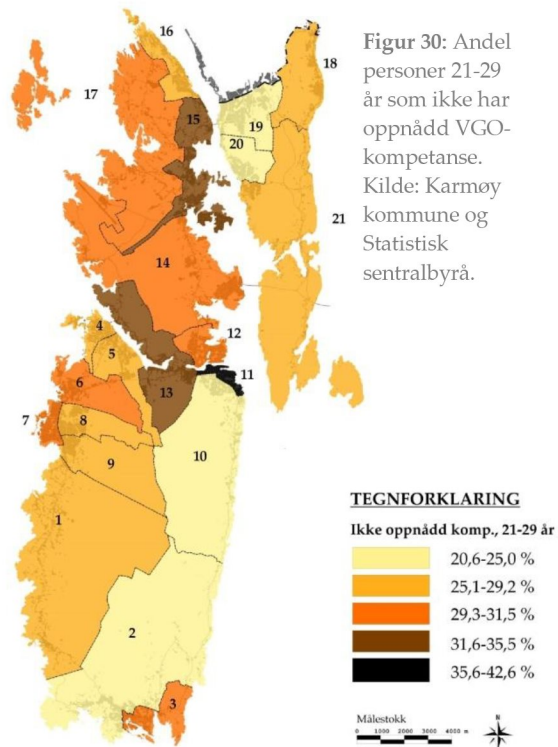 Figur 30: Andel
personer 21-29
år som ikke har
oppnådd VGO-
kompetanse.
Kilde: Karmøy
kommune og
Statistisk
sentralbyrå.
16
17
18
15
19
20
21
14
12
4
5
11
6
13
7
8
10
9
1
2
3
TEGNFORKLARING
Ikke oppnådd komp., 21-29 år
20,6-25,0 %
25,1-29,2 %
29,3-31,5 %
31,6-35,5 %
35,6-42,6 %
Målestokk
0 1000 2000 3000 4000 m
N